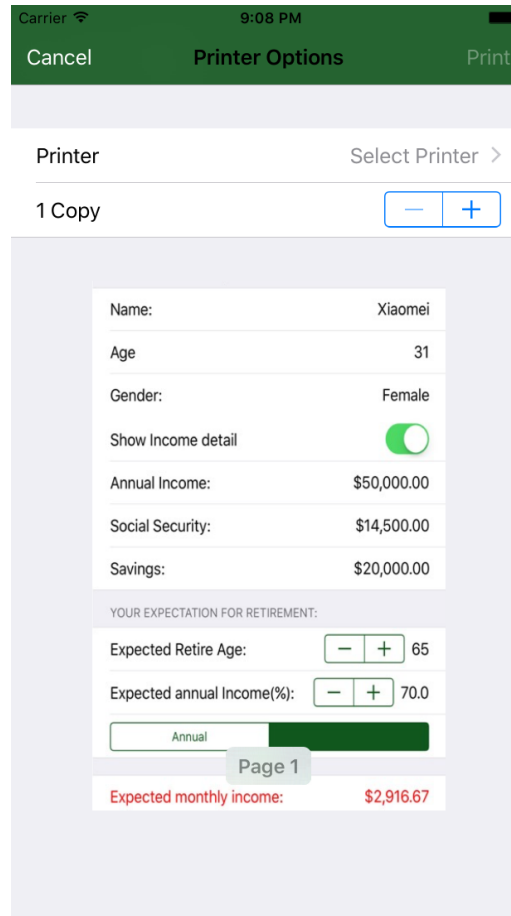 Carrier 9:08 PM
Cancel Printer Options Print
Printer Select Printer
1 Copy − +
Name: Xiaomei
Age 31
Gender: Female
Show Income detail
Annual Income: $50,000.00
Social Security: $14,500.00
Savings: $20,000.00
YOUR EXPECTATION FOR RETIREMENT:
Expected Retire Age: − + 65
Expected annual Income(%): − + 70.0
Annual
Page 1
Expected monthly income: $2,916.67